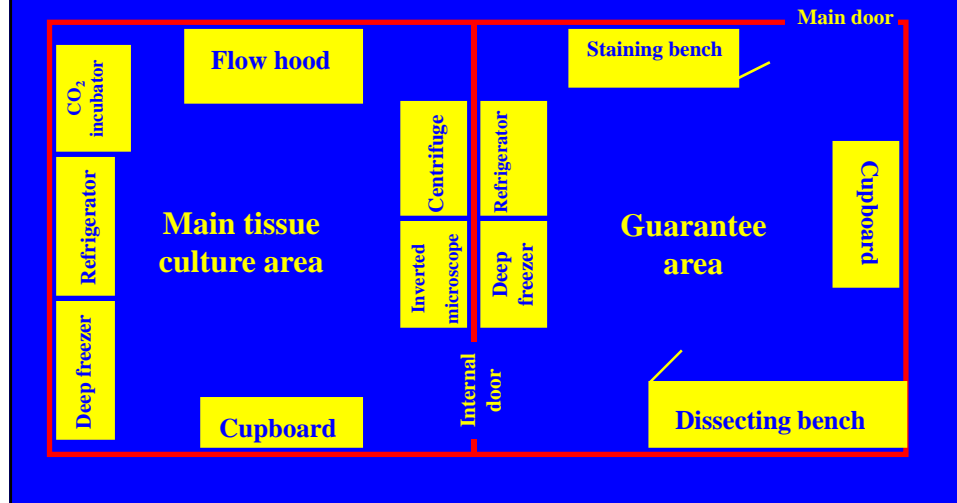 Main door
Flow hood
Staining bench
CO₂
incubator
Centrifuge
Refrigerator
Cupboard
Refrigerator
Main tissue
culture area
Guarantee
area
Inverted
microscope
Deep
freezer
Deep freezer
Internal
door
Cupboard
Dissecting bench